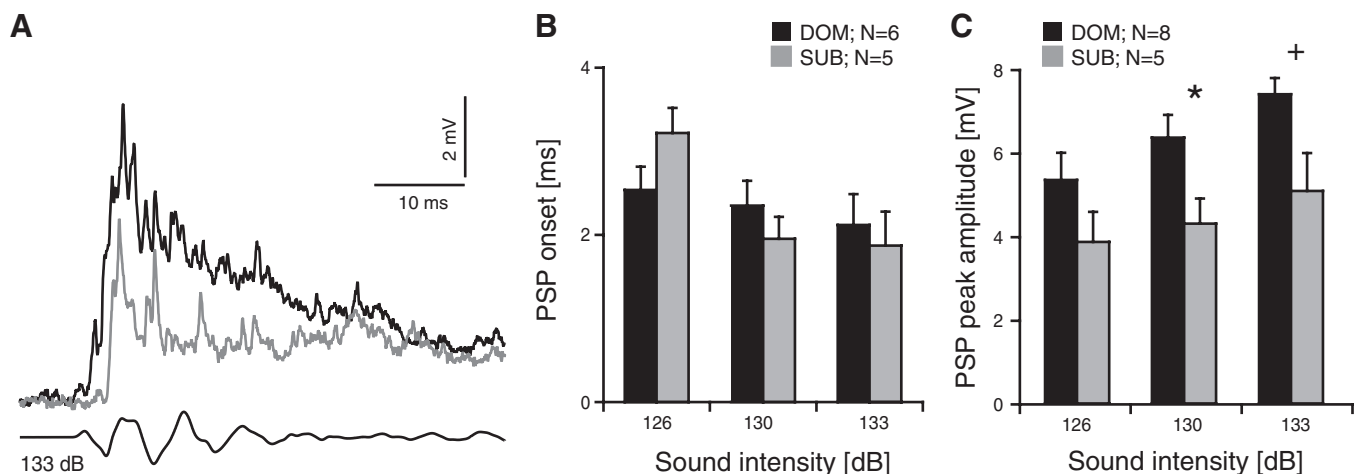 A
2 mV
10 ms
133 dB
B
DOM; N=6
SUB; N=5
PSP onset [ms]
4
2
0
126 130 133
Sound intensity [dB]
C
DOM; N=8
SUB; N=5
PSP peak amplitude [mV]
8
6
4
2
0
*
+
126 130 133
Sound intensity [dB]